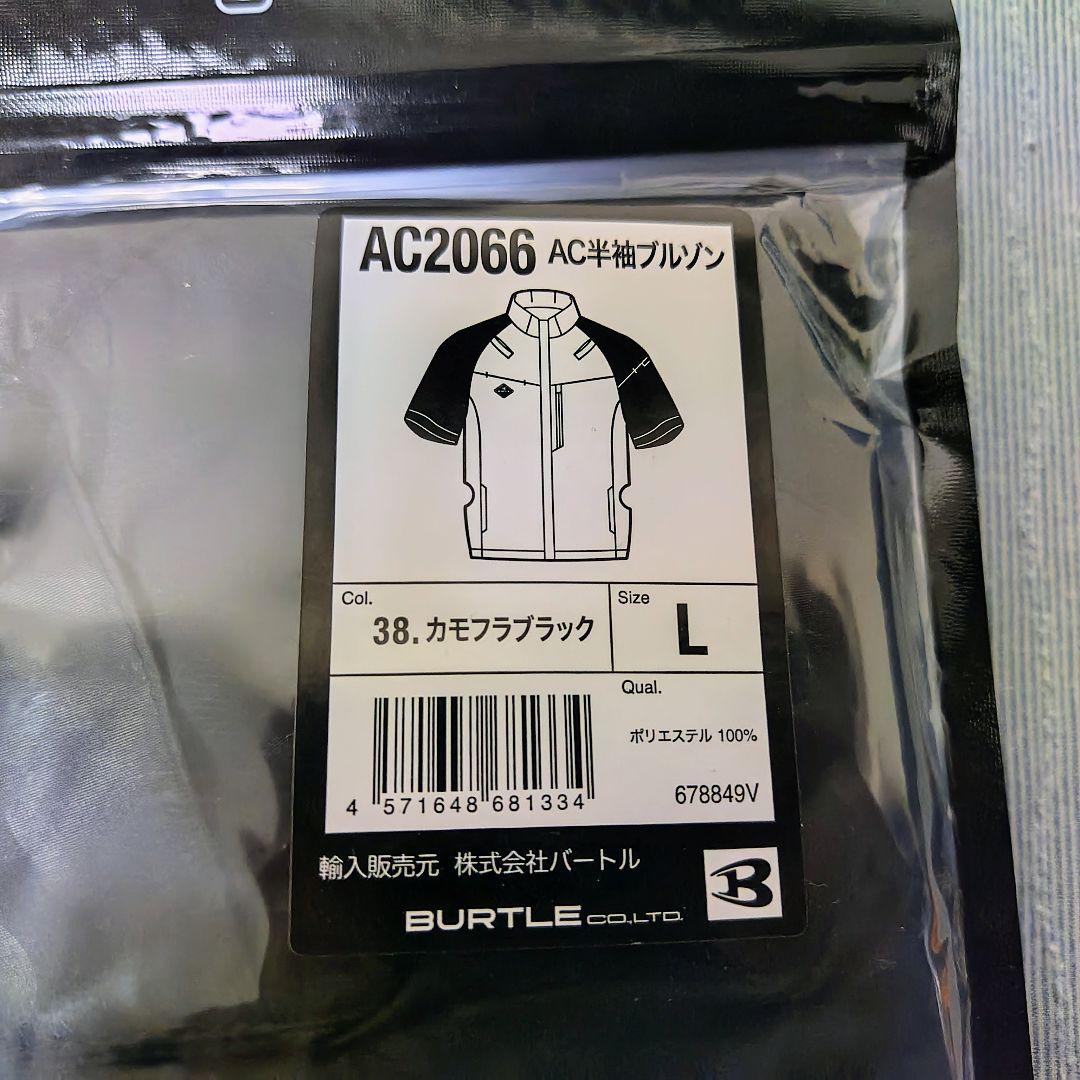 AC2066 AC半袖ブルゾン
Col.
38.カモフラブラック
Size
L
Qual.
ポリエステル 100%
4 571648 681334
678849V
輸入販売元 株式会社バートル
BURTLE CO.,LTD.
B